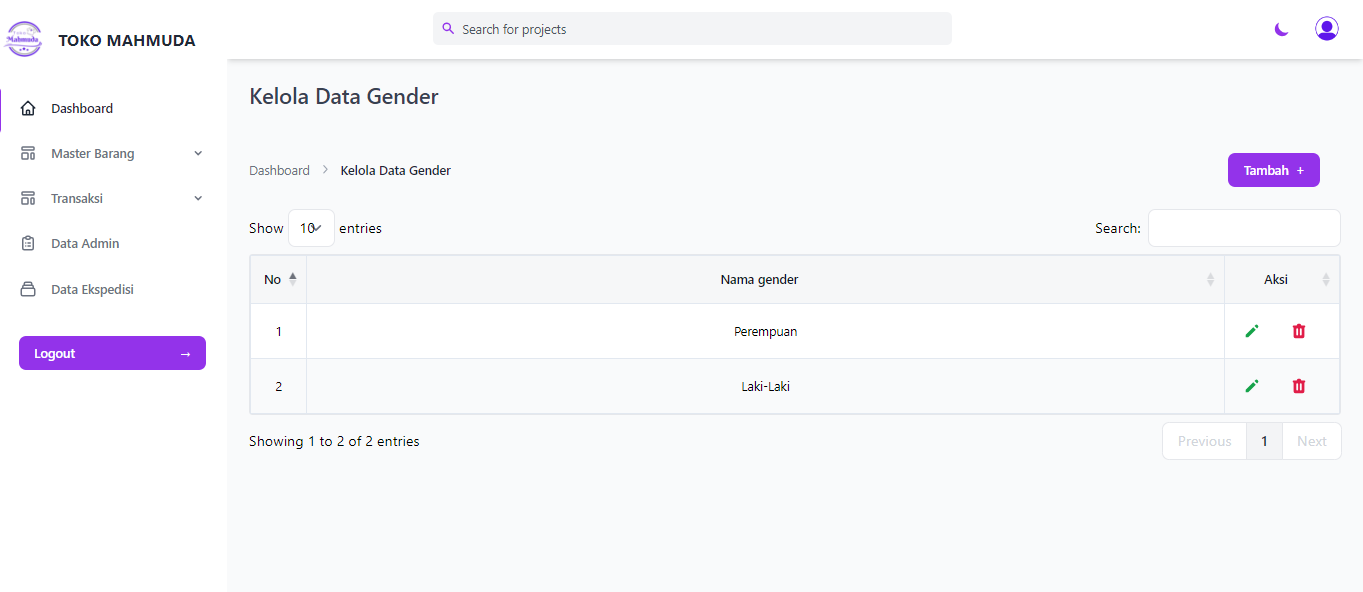 Mahmuda
TOKO MAHMUDA
Search for projects
Dashboard
Master Barang
Transaksi
Data Admin
Data Ekspedisi
Logout →
Kelola Data Gender
Dashboard > Kelola Data Gender
Tambah +
Show 10 entries
Search:
No Nama gender Aksi
1 Perempuan
2 Laki-Laki
Showing 1 to 2 of 2 entries
Previous 1 Next